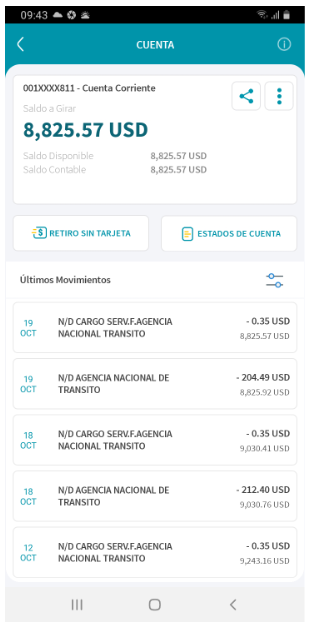 09:43
CUENTA
001XXXX811 - Cuenta Corriente
Saldo a Girar
8,825.57 USD
Saldo Disponible 8,825.57 USD
Saldo Contable 8,825.57 USD
RETIRO SIN TARJETA
ESTADOS DE CUENTA
Últimos Movimientos
19 N/D CARGO SERV.F.AGENCIA - 0.35 USD
OCT NACIONAL TRANSITO 8,825.57 USD
19 N/D AGENCIA NACIONAL DE - 204.49 USD
OCT TRANSITO 8,825.92 USD
18 N/D CARGO SERV.F.AGENCIA - 0.35 USD
OCT NACIONAL TRANSITO 9,030.41 USD
18 N/D AGENCIA NACIONAL DE - 212.40 USD
OCT TRANSITO 9,030.76 USD
12 N/D CARGO SERV.F.AGENCIA - 0.35 USD
OCT NACIONAL TRANSITO 9,243.16 USD